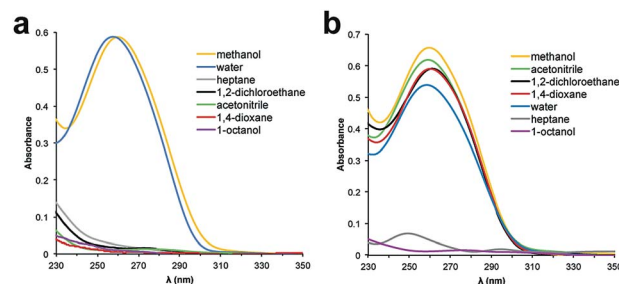 a
0.6
0.5
0.4
0.3
0.2
0.1
0
Absorbance
230
250
270
290
310
330
350
λ (nm)
methanol
water
heptane
1,2-dichloroethane
acetonitrile
1,4-dioxane
1-octanol
b
0.7
0.6
0.5
0.4
0.3
0.2
0.1
0
Absorbance
230
250
270
290
310
330
350
λ (nm)
methanol
acetonitrile
1,2-dichloroethane
1,4-dioxane
water
heptane
1-octanol